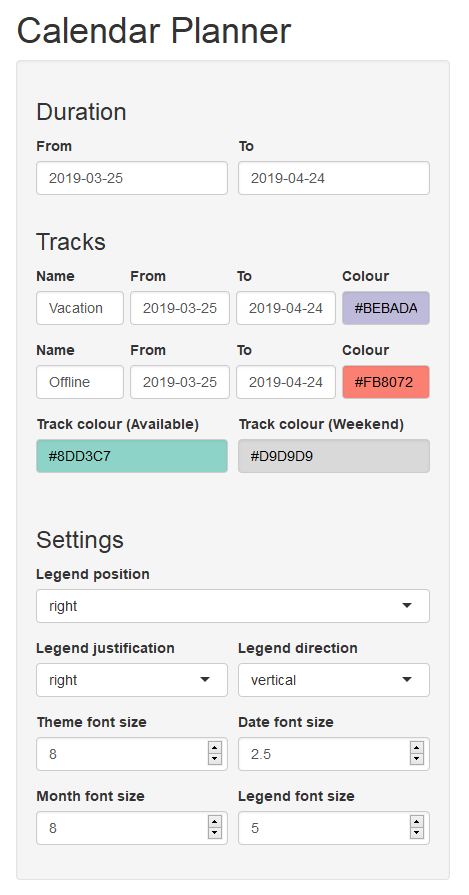 Calendar Planner
Duration
From To
2019-03-25 2019-04-24
Tracks
Name From To Colour
Vacation 2019-03-25 2019-04-24 #BEBADA
Name From To Colour
Offline 2019-03-25 2019-04-24 #FB8072
Track colour (Available) Track colour (Weekend)
#8DD3C7 #D9D9D9
Settings
Legend position
right
Legend justification Legend direction
right vertical
Theme font size Date font size
8 2.5
Month font size Legend font size
8 5